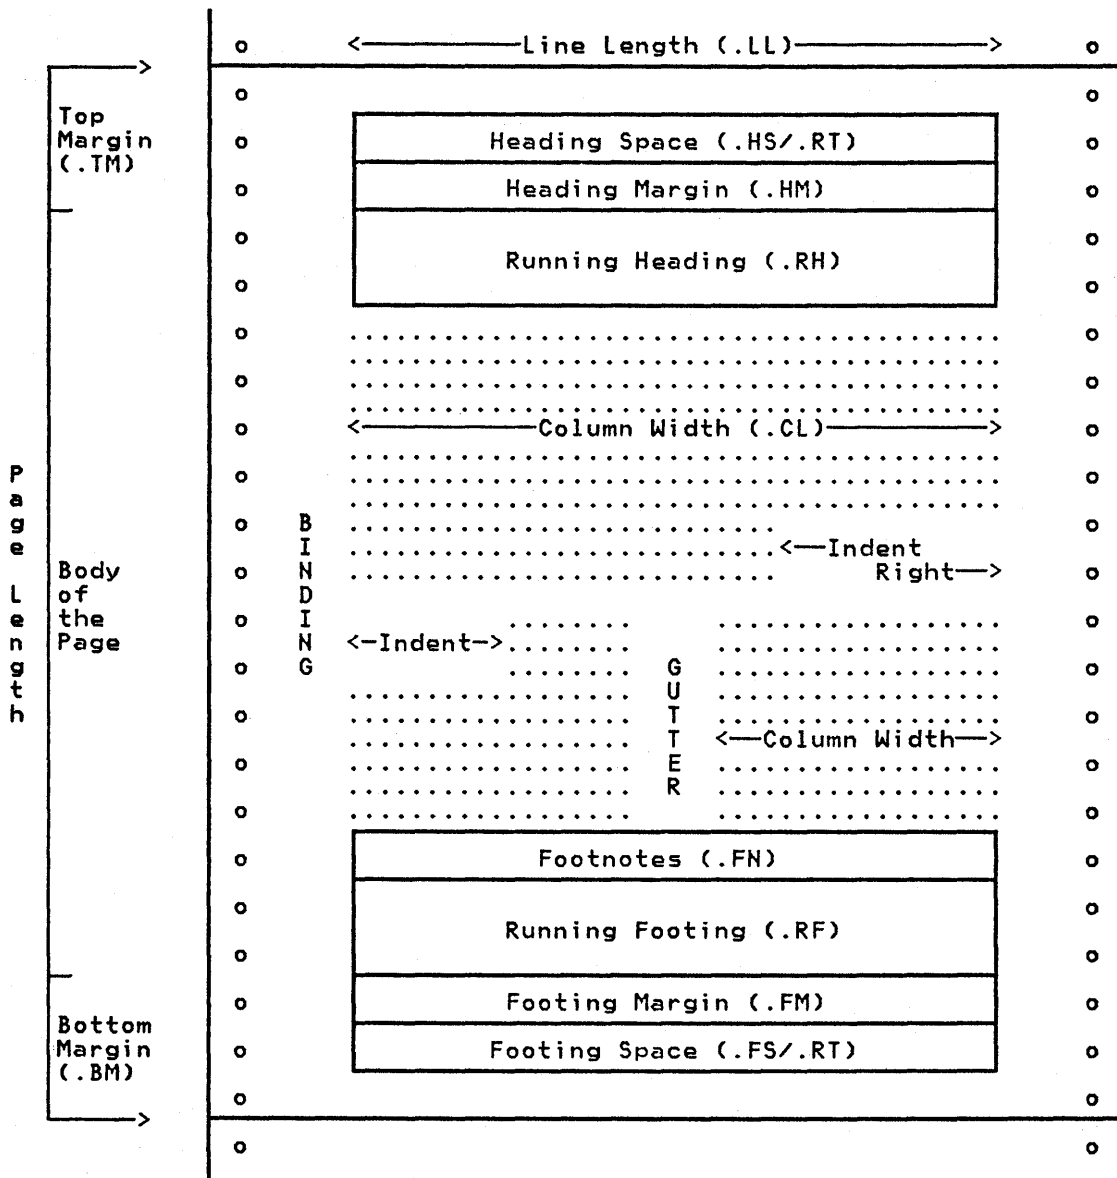 Line Length (.LL)
Top
Margin
(.TM)
Heading Space (.HS/.RT)
Heading Margin (.HM)
Running Heading (.RH)
Column Width (.CL)
Page Length
BINDING
Indent
Right
Body
of
the
Page
Indent
GUTTER
Column Width
Footnotes (.FN)
Running Footing (.RF)
Footing Margin (.FM)
Bottom
Margin
(.BM)
Footing Space (.FS/.RT)